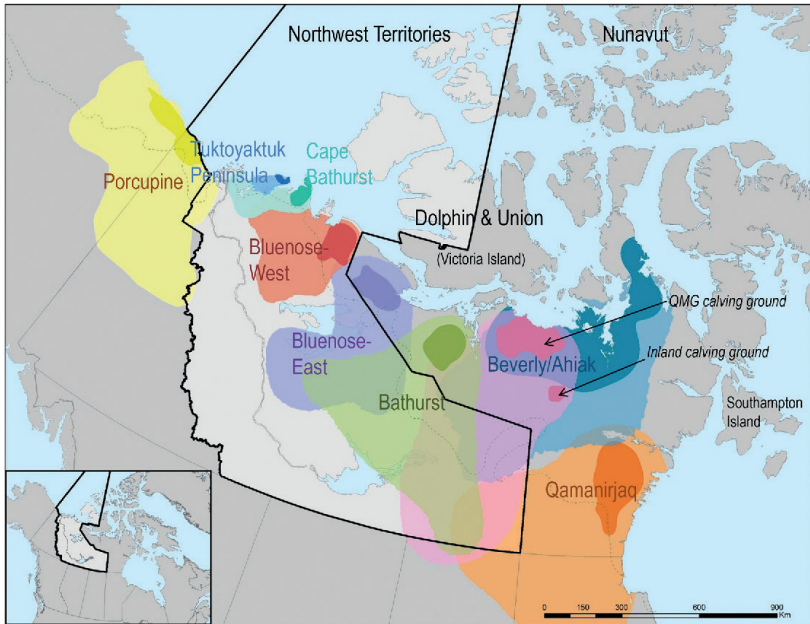 Northwest Territories
Nunavut
Tuktoyaktuk
Peninsula
Cape
Bathurst
Porcupine
Dolphin & Union
(Victoria Island)
Bluenose-
West
QMG calving ground
Bluenose-
East
Beverly/Ahiak
Inland calving ground
Bathurst
Southampton
Island
Qamanirjaq
0 150 300 600 900
Km